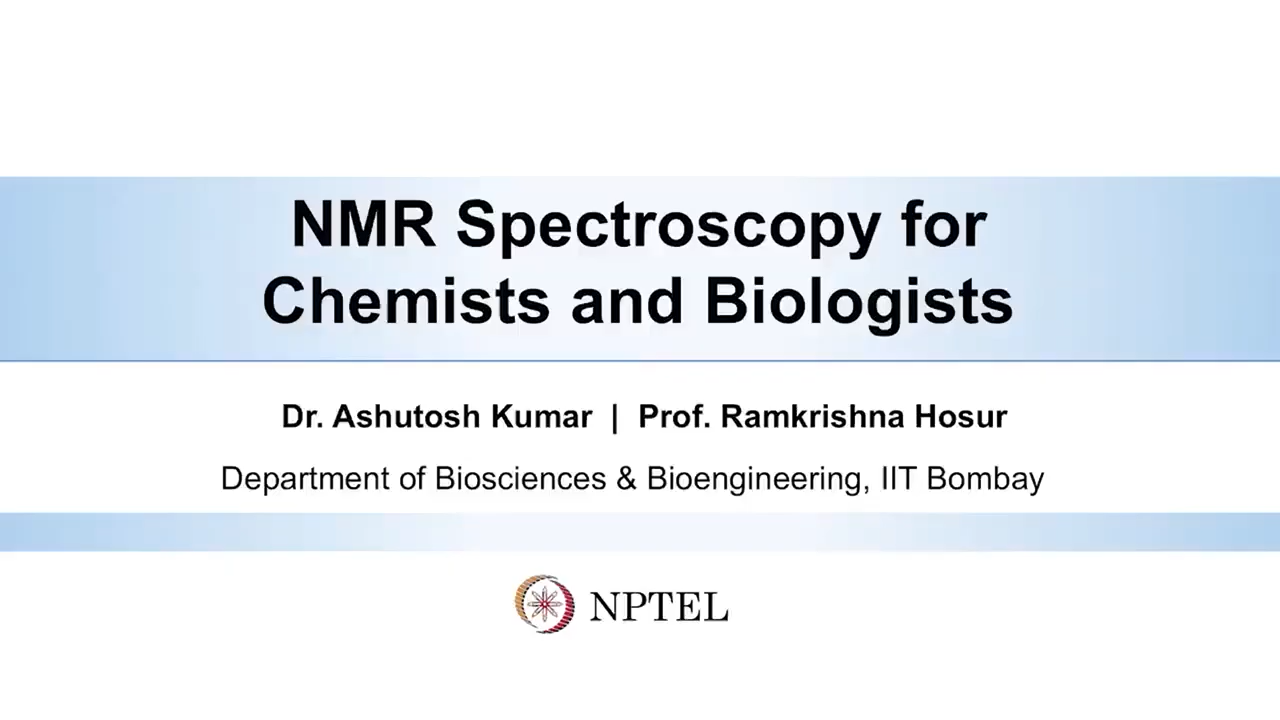 NMR Spectroscopy for
Chemists and Biologists
Dr. Ashutosh Kumar | Prof. Ramkrishna Hosur
Department of Biosciences & Bioengineering, IIT Bombay
NPTEL